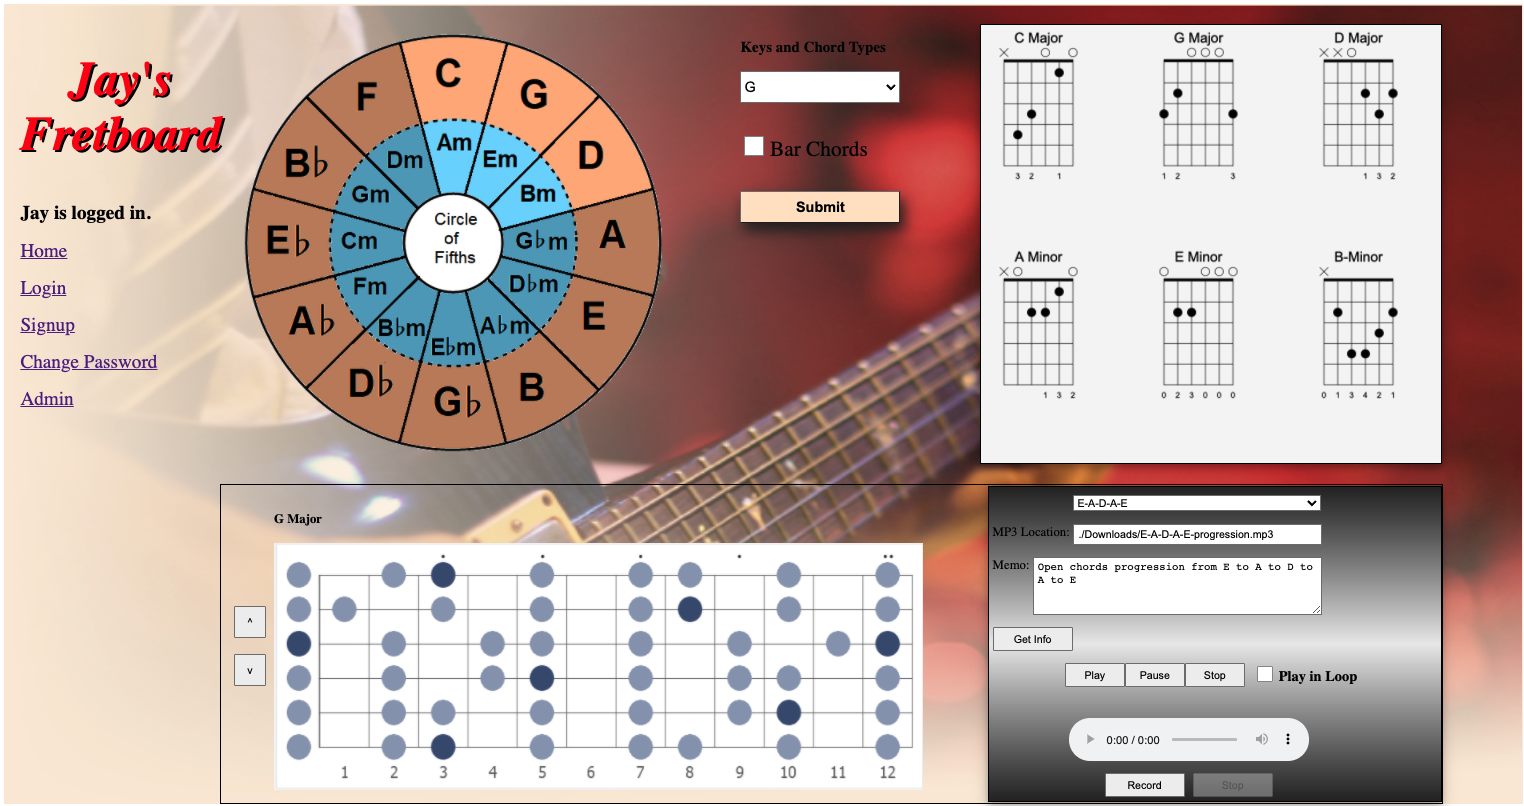 Jay's
Fretboard
Jay is logged in.
Home
Login
Signup
Change Password
Admin
C
G
D
A
E
B
G♭
D♭
A♭
E♭
B♭
F
Am
Em
Bm
G♭m
D♭m
A♭m
E♭m
B♭m
Fm
Cm
Gm
Dm
Circle
of
Fifths
Keys and Chord Types
G
Bar Chords
Submit
C Major
3 2 1
G Major
1 2 3
D Major
1 3 2
A Minor
1 3 2
E Minor
0 2 3 0 0 0
B-Minor
0 1 3 4 2 1
G Major
^
v
1 2 3 4 5 6 7 8 9 10 11 12
E-A-D-A-E
MP3 Location: ./Downloads/E-A-D-A-E-progression.mp3
Memo: Open chords progression from E to A to D to
A to E
Get Info
Play Pause Stop Play in Loop
0:00 / 0:00
Record Stop